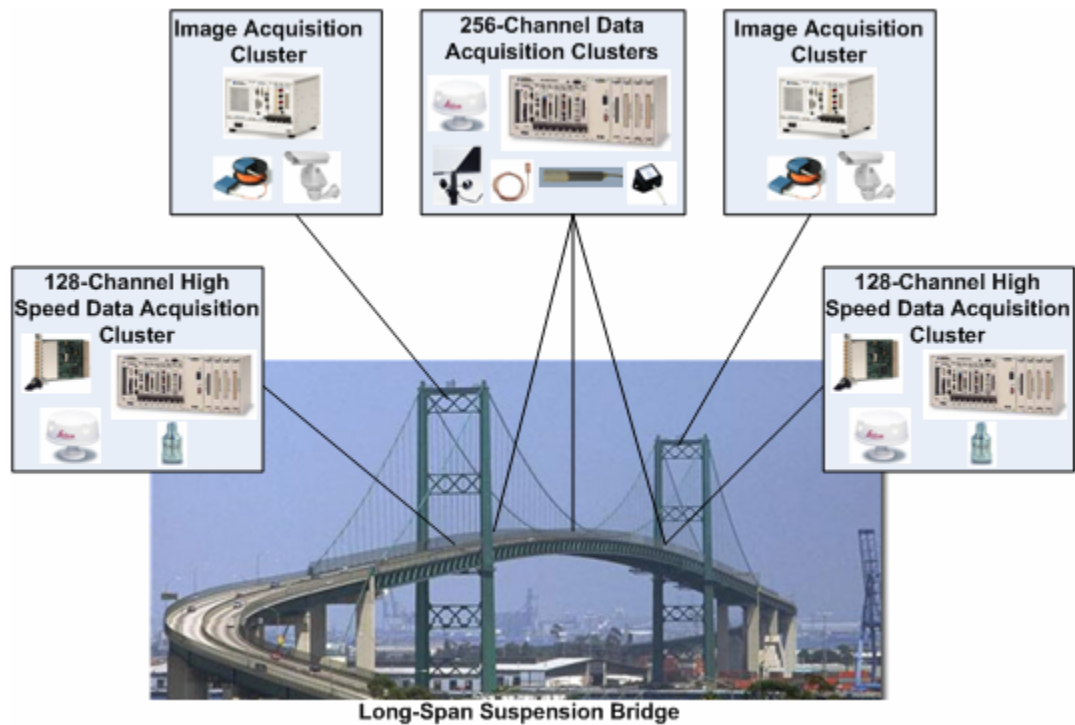 Image Acquisition
Cluster
256-Channel Data
Acquisition Clusters
Image Acquisition
Cluster
128-Channel High
Speed Data Acquisition
Cluster
128-Channel High
Speed Data Acquisition
Cluster
Long-Span Suspension Bridge